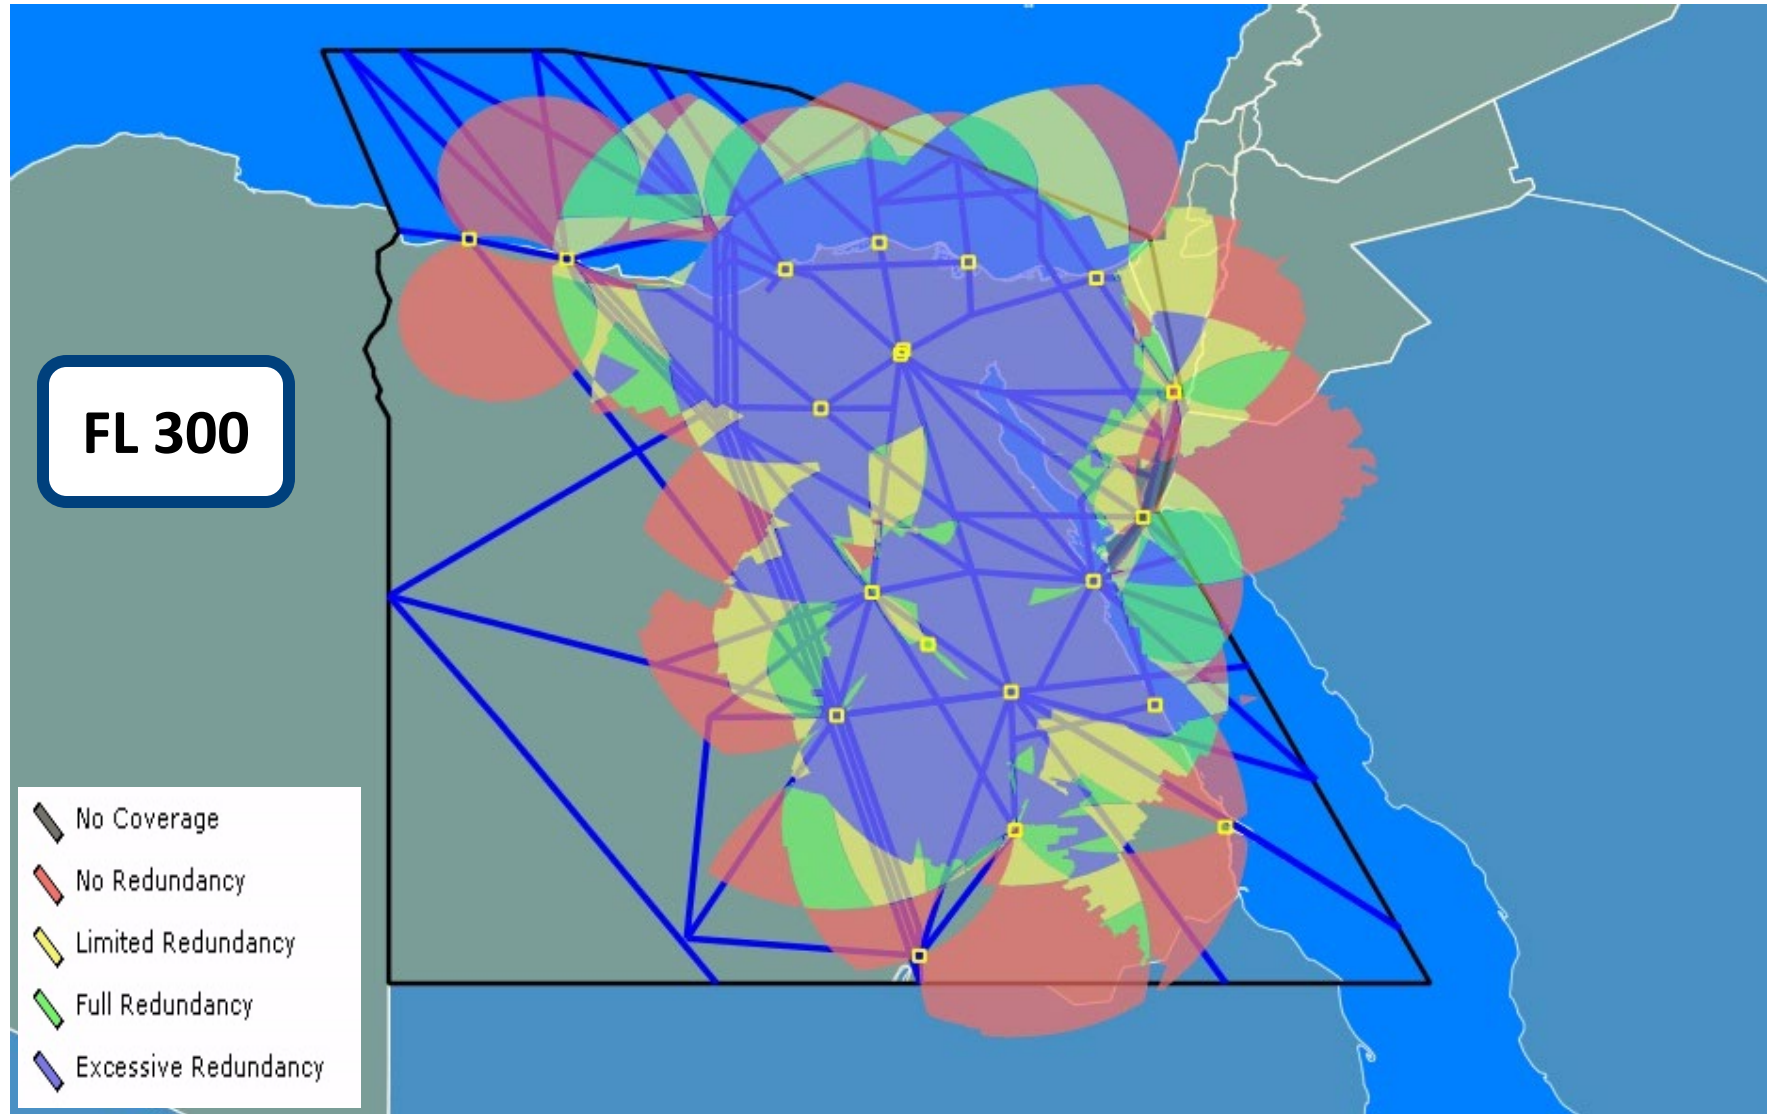 FL 300
No Coverage
No Redundancy
Limited Redundancy
Full Redundancy
Excessive Redundancy